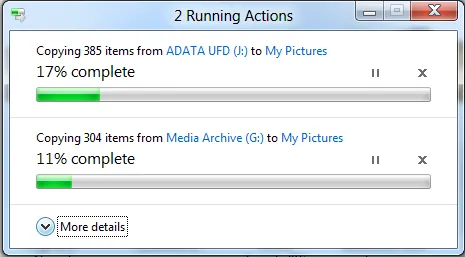 2 Running Actions
Copying 385 items from ADATA UFD (J:) to My Pictures
17% complete
Copying 304 items from Media Archive (G:) to My Pictures
11% complete
More details